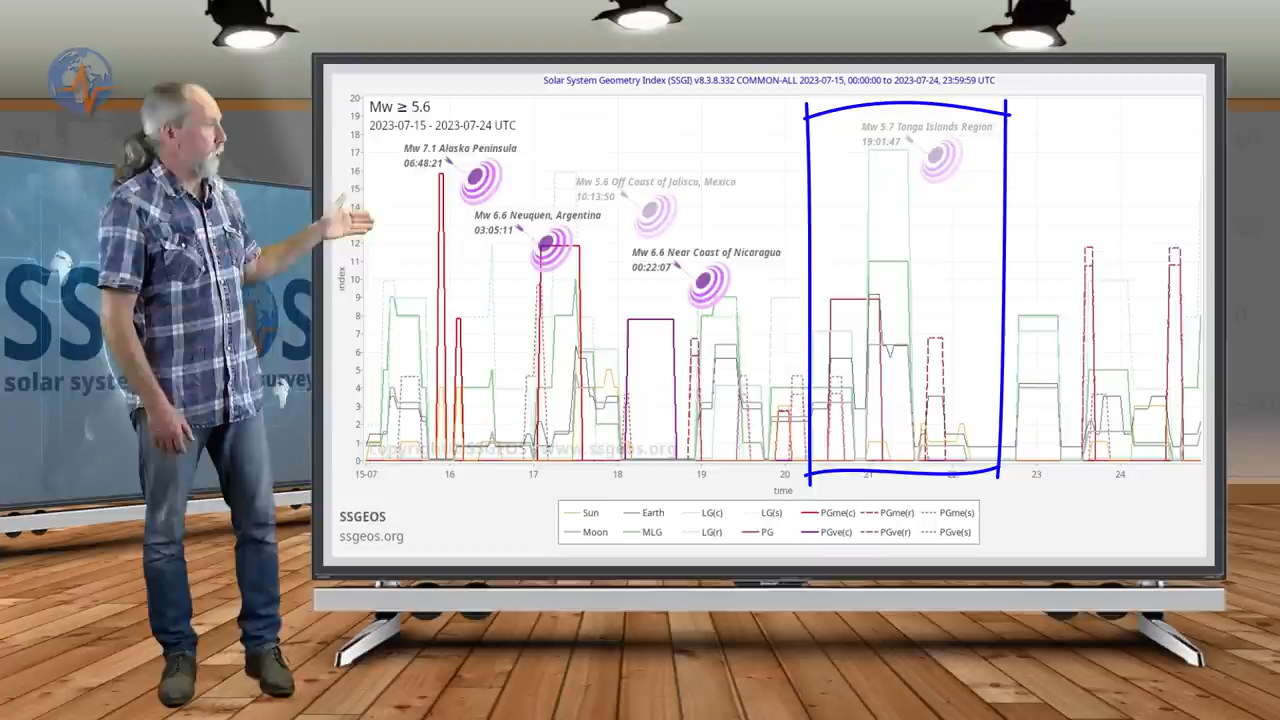 Solar System Geometry Index (SSGI) v8.3.8.332 COMMON-ALL 2023-07-15, 00:00:00 to 2023-07-24, 23:59:59 UTC
Mw ≥ 5.6
2023-07-15 - 2023-07-24 UTC
Mw 7.1 Alaska Peninsula
06:48:21
Mw 5.6 Off Coast of Jalisco, Mexico
10:13:50
Mw 6.6 Neuquen, Argentina
03:05:11
Mw 6.6 Near Coast of Nicaragua
00:22:07
Mw 5.7 Tonga Islands Region
19:01:47
20
19
18
17
16
15
14
13
12
11
10
9
8
7
6
5
4
3
2
1
0
index
15-07 16 17 18 19 20 21 22 23 24
time
copyright SSGEOS - www.ssgeos.org
SSGEOS
ssgeos.org
Sun Earth LG(c) LG(s) PGme(c) PGme(r) PGme(s)
Moon MLG LG(r) PG PGve(c) PGve(r) PGve(s)
SS OS
solar syste survey